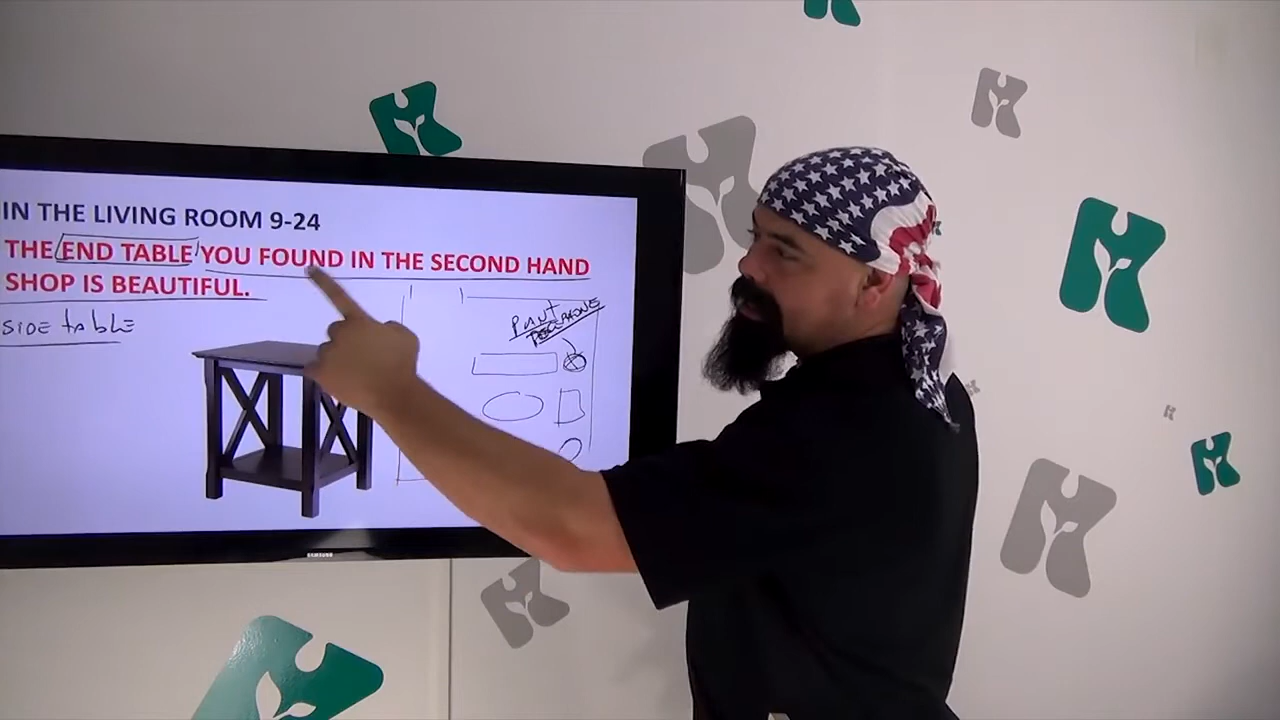 IN THE LIVING ROOM 9-24
THE END TABLE YOU FOUND IN THE SECOND HAND
SHOP IS BEAUTIFUL.
SIDE table
SAMSUNG